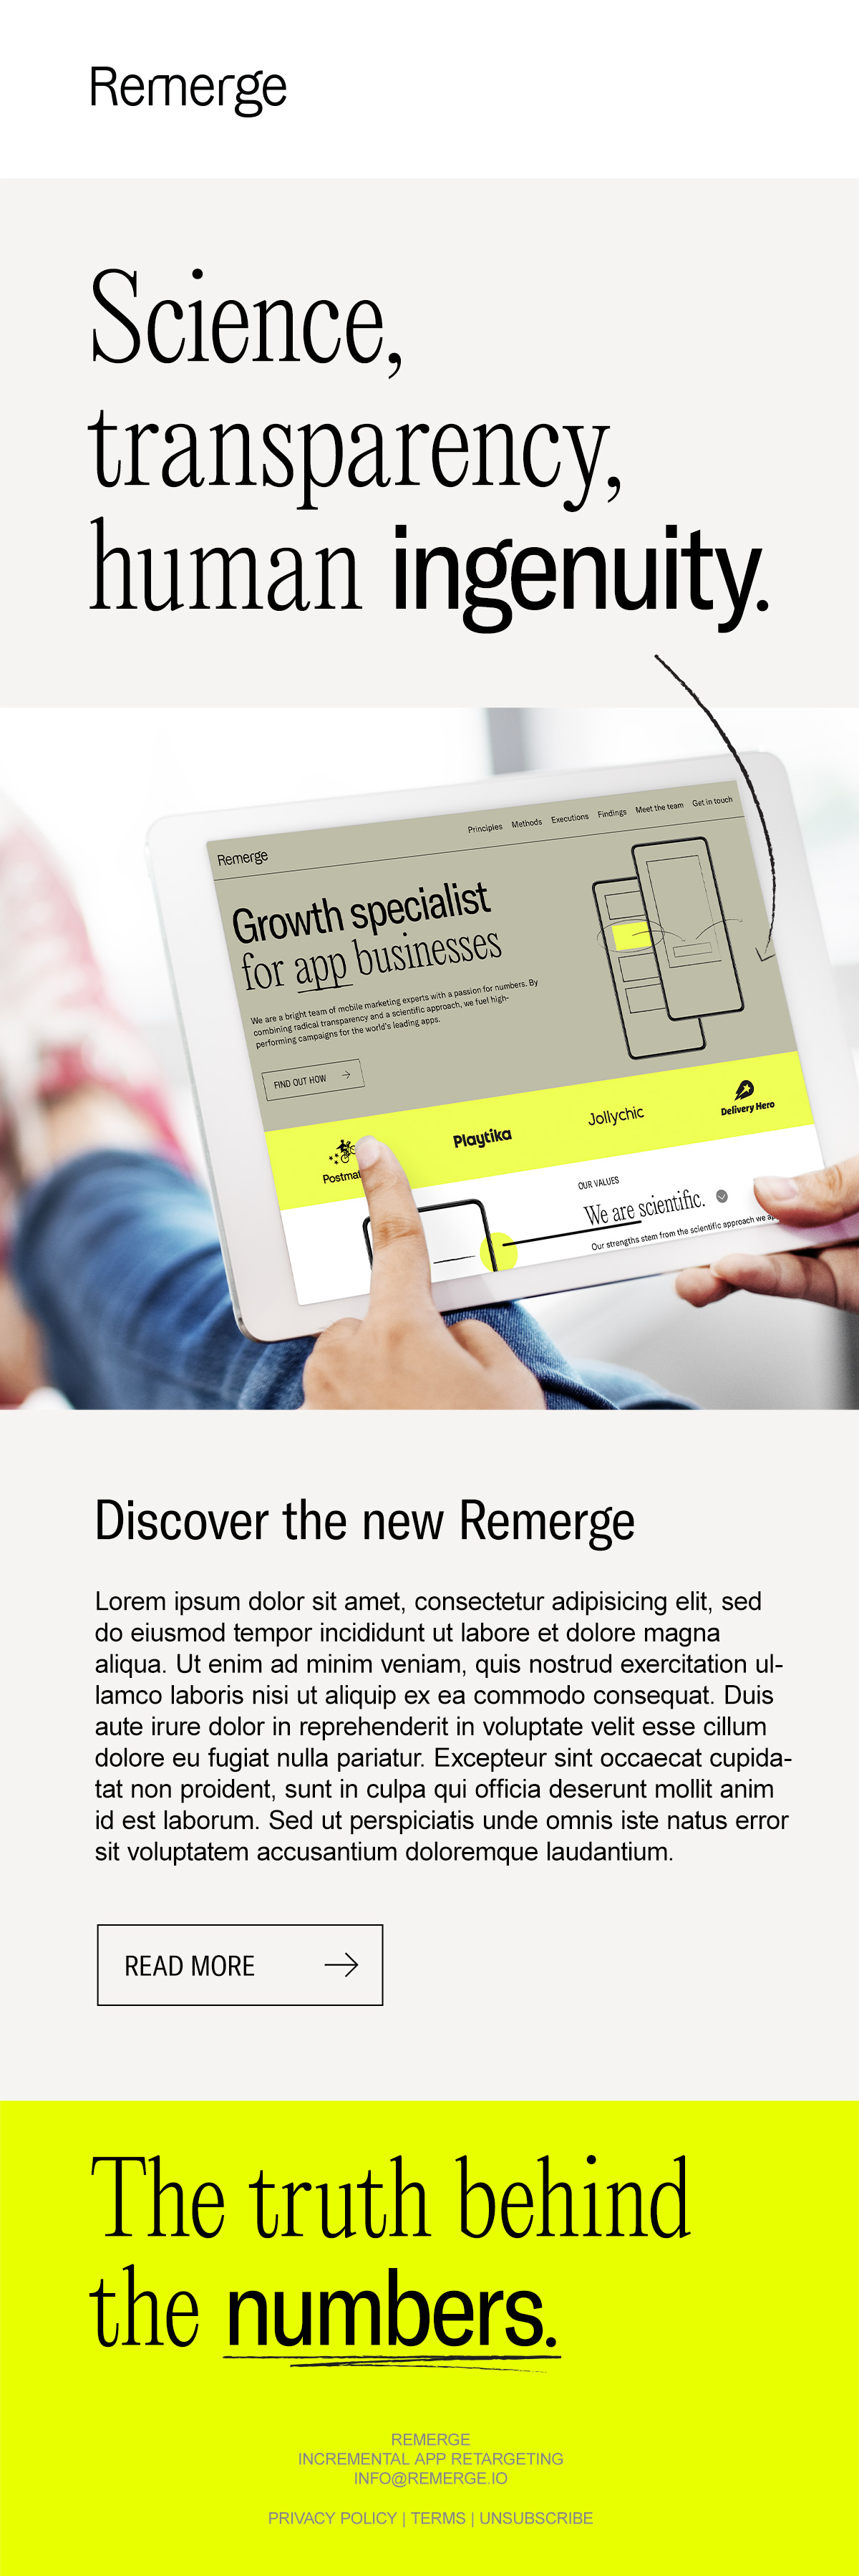 Remerge
Science,
transparency,
human ingenuity.
Remerge
Principles Methods Executions Findings Meet the team Get in touch
Growth specialist
for app businesses
We are a bright team of mobile marketing experts with a passion for numbers. By
combining radical transparency and a scientific approach, we fuel high-
performing campaigns for the world's leading apps.
FIND OUT HOW
Playtika
Jollychic
Delivery Hero
OUR VALUES
We are scientific.
Our strengths stem from the scientific approach we
Discover the new Remerge
Lorem ipsum dolor sit amet, consectetur adipisicing elit, sed
do eiusmod tempor incididunt ut labore et dolore magna
aliqua. Ut enim ad minim veniam, quis nostrud exercitation ul-
lamco laboris nisi ut aliquip ex ea commodo consequat. Duis
aute irure dolor in reprehenderit in voluptate velit esse cillum
dolore eu fugiat nulla pariatur. Excepteur sint occaecat cupida-
tat non proident, sunt in culpa qui officia deserunt mollit anim
id est laborum. Sed ut perspiciatis unde omnis iste natus error
sit voluptatem accusantium doloremque laudantium.
READ MORE
The truth behind
the numbers.
REMERGE
INCREMENTAL APP RETARGETING
INFO@REMERGE.IO
PRIVACY POLICY | TERMS | UNSUBSCRIBE